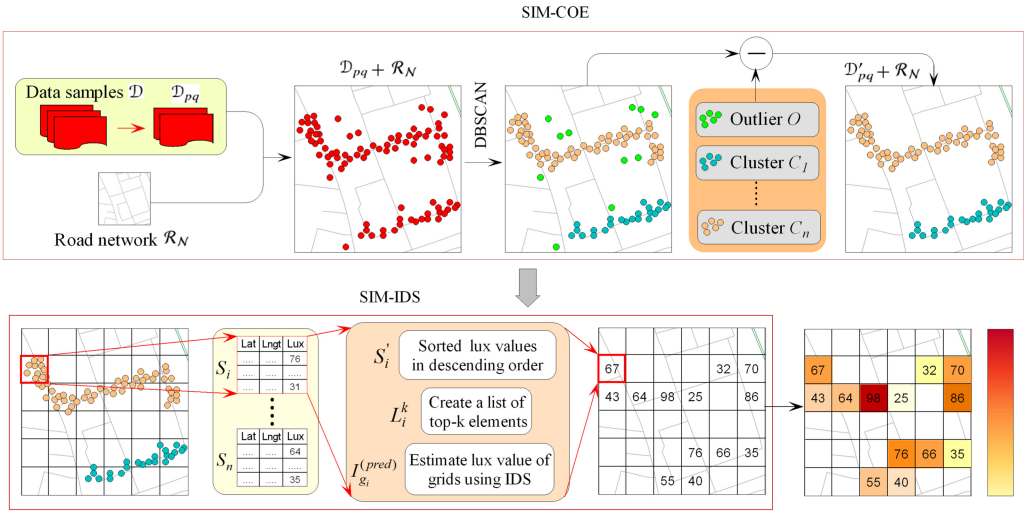 SIM-COE
Data samples 𝒟
𝒟pq
Road network ℛN
𝒟pq + ℛN
DBSCAN
Outlier O
Cluster C1
Cluster Cn
𝒟′pq + ℛN
SIM-IDS
Si
Lat Lngt Lux
.... .... 76
.... .... ....
.... .... 31
Sn
Lat Lngt Lux
.... .... 64
.... .... ....
.... .... 35
Si'
Sorted lux values
in descending order
Lik
Create a list of
top-k elements
Igi(pred)
Estimate lux value of
grids using IDS
67 32 70
43 64 98 25 86
76 66 35
55 40
67 32 70
43 64 98 25 86
76 66 35
55 40